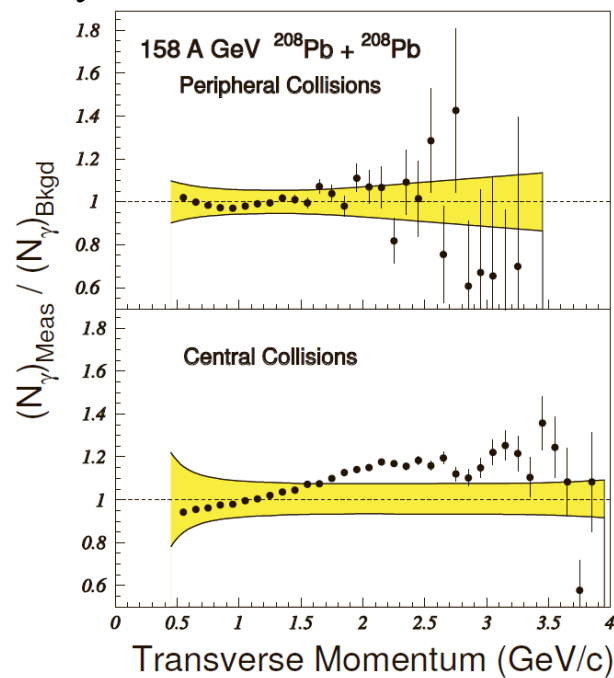 158 A GeV ²⁰⁸Pb + ²⁰⁸Pb
Peripheral Collisions
1.8
1.6
1.4
1.2
1
0.8
0.6
Central Collisions
1.8
1.6
1.4
1.2
1
0.8
0.6
0 0.5 1 1.5 2 2.5 3 3.5 4
Transverse Momentum (GeV/c)
(Nγ)Meas / (Nγ)Bkgd